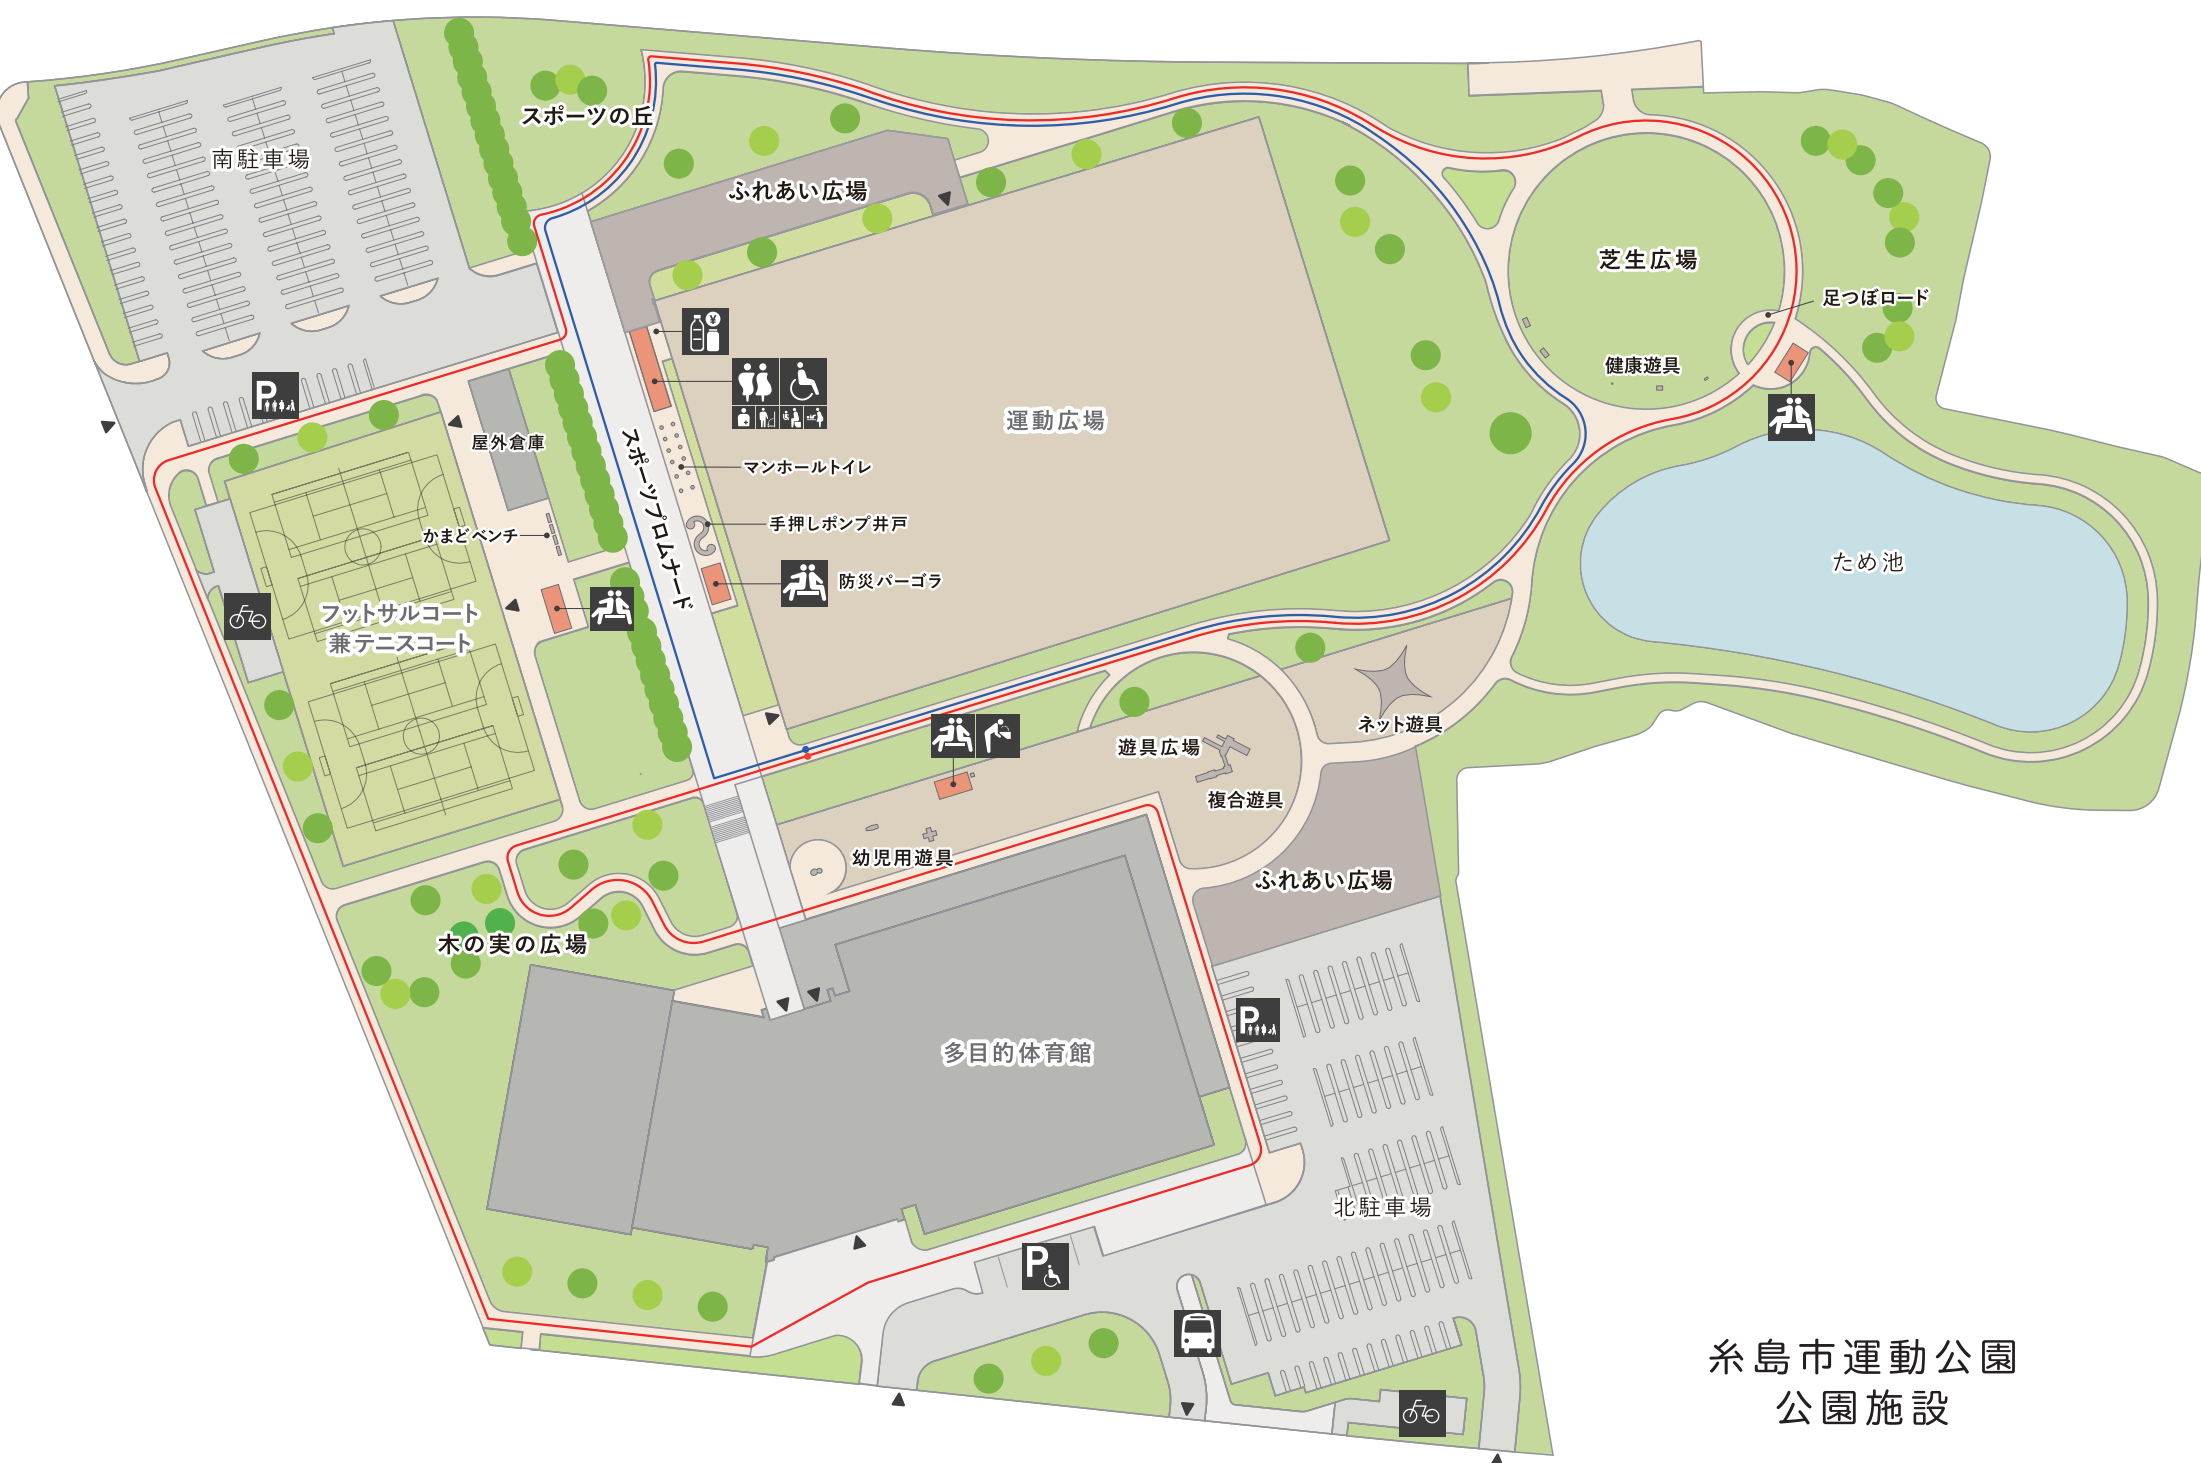 スポーツの丘
南駐車場
ふれあい広場
芝生広場
足つぼロード
健康遊具
¥
P
運動広場
屋外倉庫
マンホールトイレ
スポーツプロムナード
手押しポンプ井戸
かまどベンチ
防災パーゴラ
ため池
フットサルコート
兼テニスコート
ネット遊具
遊具広場
複合遊具
幼児用遊具
ふれあい広場
木の実の広場
P
多目的体育館
北駐車場
P
糸島市運動公園
公園施設